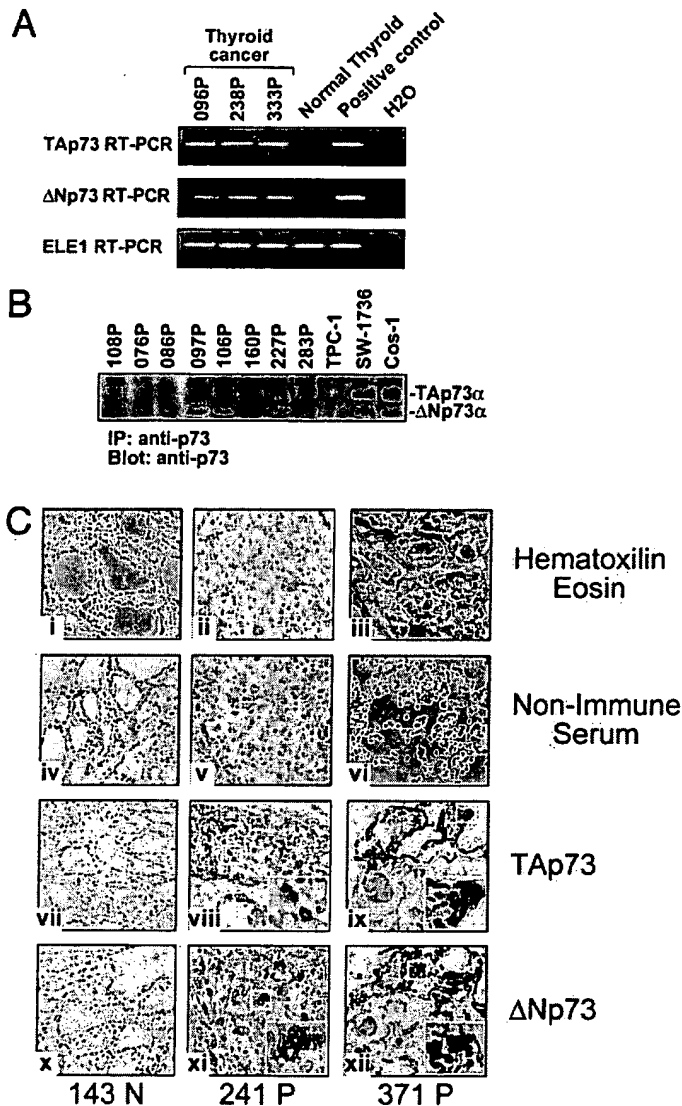 A
Thyroid
cancer
096P
238P
333P
Normal Thyroid
Positive control
H2O
TAp73 RT-PCR
ΔNp73 RT-PCR
ELE1 RT-PCR
B
108P
076P
086P
097P
106P
160P
227P
283P
TPC-1
SW-1736
Cos-1
-TAp73α
-ΔNp73α
IP: anti-p73
Blot: anti-p73
C
i
ii
iii
Hematoxilin
Eosin
iv
v
vi
Non-Immune
Serum
vii
viii
ix
TAp73
x
xi
xii
ΔNp73
143 N
241 P
371 P